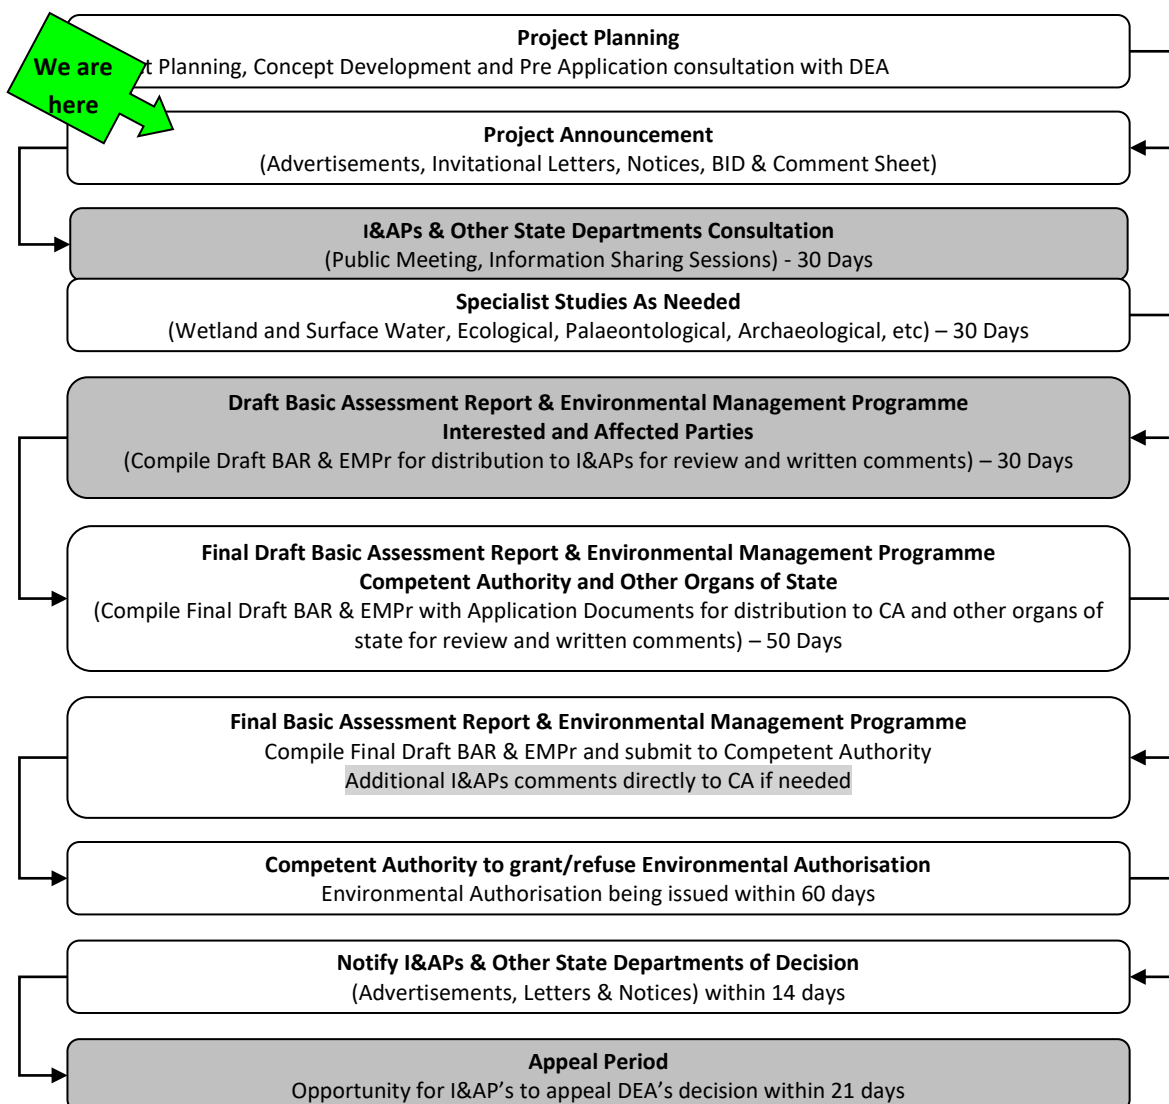 Project Planning
We are
t Planning, Concept Development and Pre Application consultation with DEA
here
Project Announcement
(Advertisements, Invitational Letters, Notices, BID & Comment Sheet)
I&APs & Other State Departments Consultation
(Public Meeting, Information Sharing Sessions) - 30 Days
Specialist Studies As Needed
(Wetland and Surface Water, Ecological, Palaeontological, Archaeological, etc) – 30 Days
Draft Basic Assessment Report & Environmental Management Programme
Interested and Affected Parties
(Compile Draft BAR & EMPr for distribution to I&APs for review and written comments) – 30 Days
Final Draft Basic Assessment Report & Environmental Management Programme
Competent Authority and Other Organs of State
(Compile Final Draft BAR & EMPr with Application Documents for distribution to CA and other organs of
state for review and written comments) – 50 Days
Final Basic Assessment Report & Environmental Management Programme
Compile Final Draft BAR & EMPr and submit to Competent Authority
Additional I&APs comments directly to CA if needed
Competent Authority to grant/refuse Environmental Authorisation
Environmental Authorisation being issued within 60 days
Notify I&APs & Other State Departments of Decision
(Advertisements, Letters & Notices) within 14 days
Appeal Period
Opportunity for I&AP's to appeal DEA's decision within 21 days